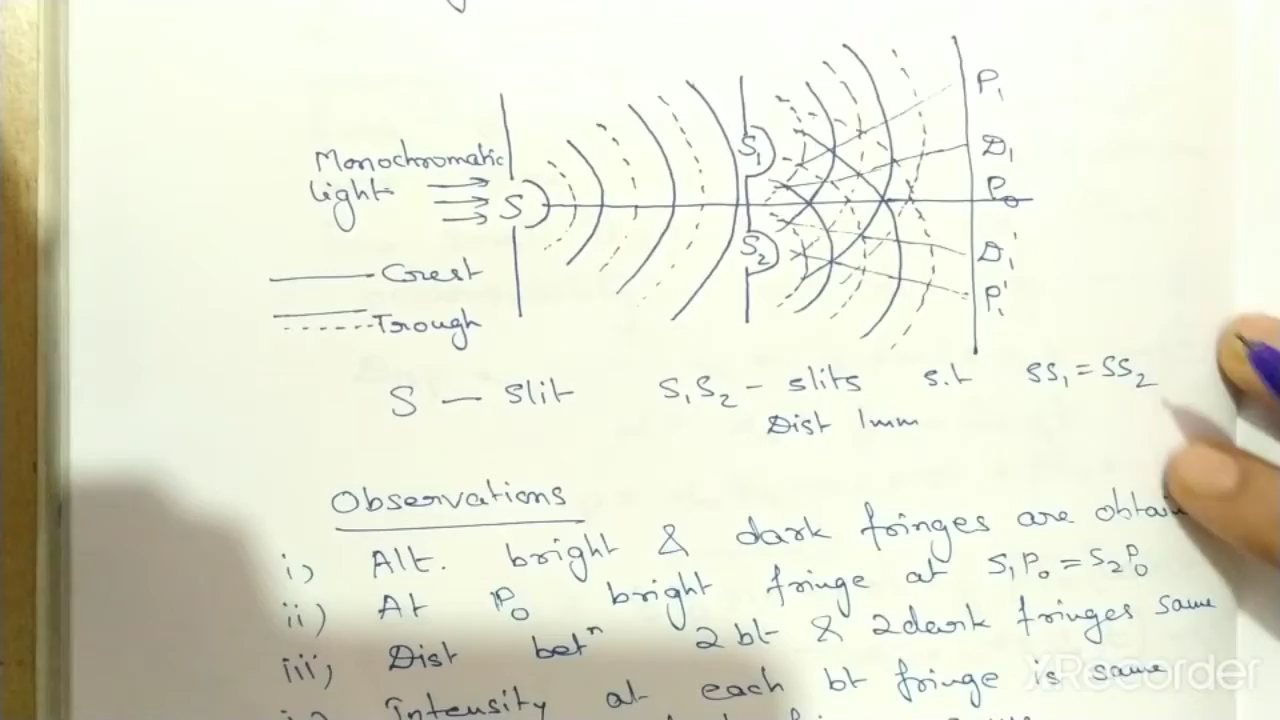 P₁
S₁
D₁
Monochromatic
light
S
P₀
S₂
D₁'
Crest
P₁'
Trough
S — slit S₁S₂ - slits s.t SS₁ = SS₂
Dist 1mm
Observations
i) Alt. bright & dark fringes are obtain
ii) At P₀ bright fringe at S₁P₀ = S₂P₀
iii) Dist betⁿ 2 bt & 2 dark fringes same
Intensity at each bt fringe is same
XRecorder